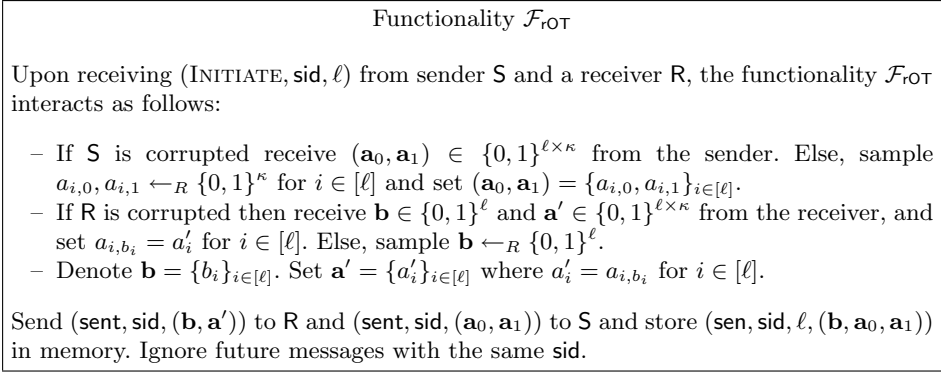 Functionality $\mathcal{F}_{\mathsf{rOT}}$
Upon receiving (INITIATE, sid, ℓ) from sender S and a receiver R, the functionality $\mathcal{F}_{\mathsf{rOT}}$
interacts as follows:
– If S is corrupted receive $(\mathbf{a}_0, \mathbf{a}_1) \in \{0,1\}^{\ell \times \kappa}$ from the sender. Else, sample
$a_{i,0}, a_{i,1} \leftarrow_R \{0,1\}^{\kappa}$ for $i \in [\ell]$ and set $(\mathbf{a}_0, \mathbf{a}_1) = \{a_{i,0}, a_{i,1}\}_{i \in [\ell]}$.
– If R is corrupted then receive $\mathbf{b} \in \{0,1\}^{\ell}$ and $\mathbf{a}' \in \{0,1\}^{\ell \times \kappa}$ from the receiver, and
set $a_{i,b_i} = a'_i$ for $i \in [\ell]$. Else, sample $\mathbf{b} \leftarrow_R \{0,1\}^{\ell}$.
– Denote $\mathbf{b} = \{b_i\}_{i \in [\ell]}$. Set $\mathbf{a}' = \{a'_i\}_{i \in [\ell]}$ where $a'_i = a_{i,b_i}$ for $i \in [\ell]$.
Send (sent, sid, $(\mathbf{b}, \mathbf{a}')$) to R and (sent, sid, $(\mathbf{a}_0, \mathbf{a}_1)$) to S and store (sen, sid, ℓ, $(\mathbf{b}, \mathbf{a}_0, \mathbf{a}_1)$)
in memory. Ignore future messages with the same sid.